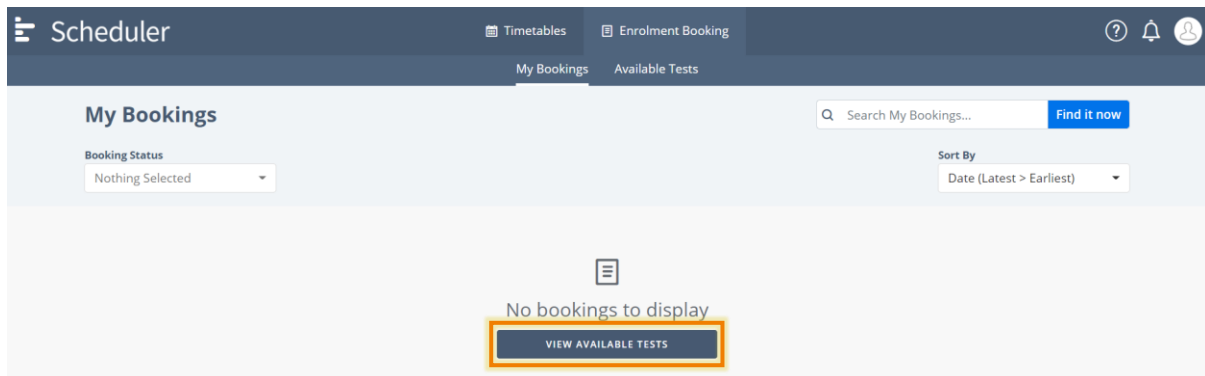 Scheduler
Timetables
Enrolment Booking
?
My Bookings
Available Tests
My Bookings
Search My Bookings...
Find it now
Booking Status
Sort By
Nothing Selected
Date (Latest > Earliest)
No bookings to display
VIEW AVAILABLE TESTS